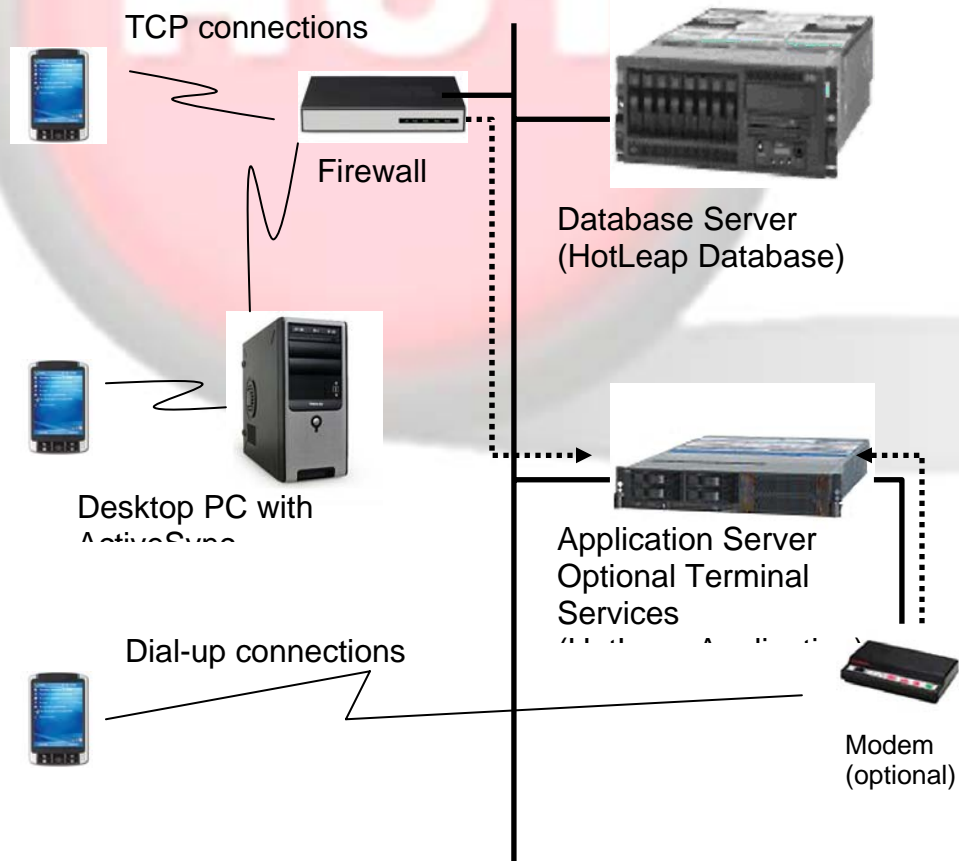 TCP connections
Firewall
Database Server
(HotLeap Database)
Desktop PC with
Application Server
Optional Terminal
Services
Dial-up connections
Modem
(optional)